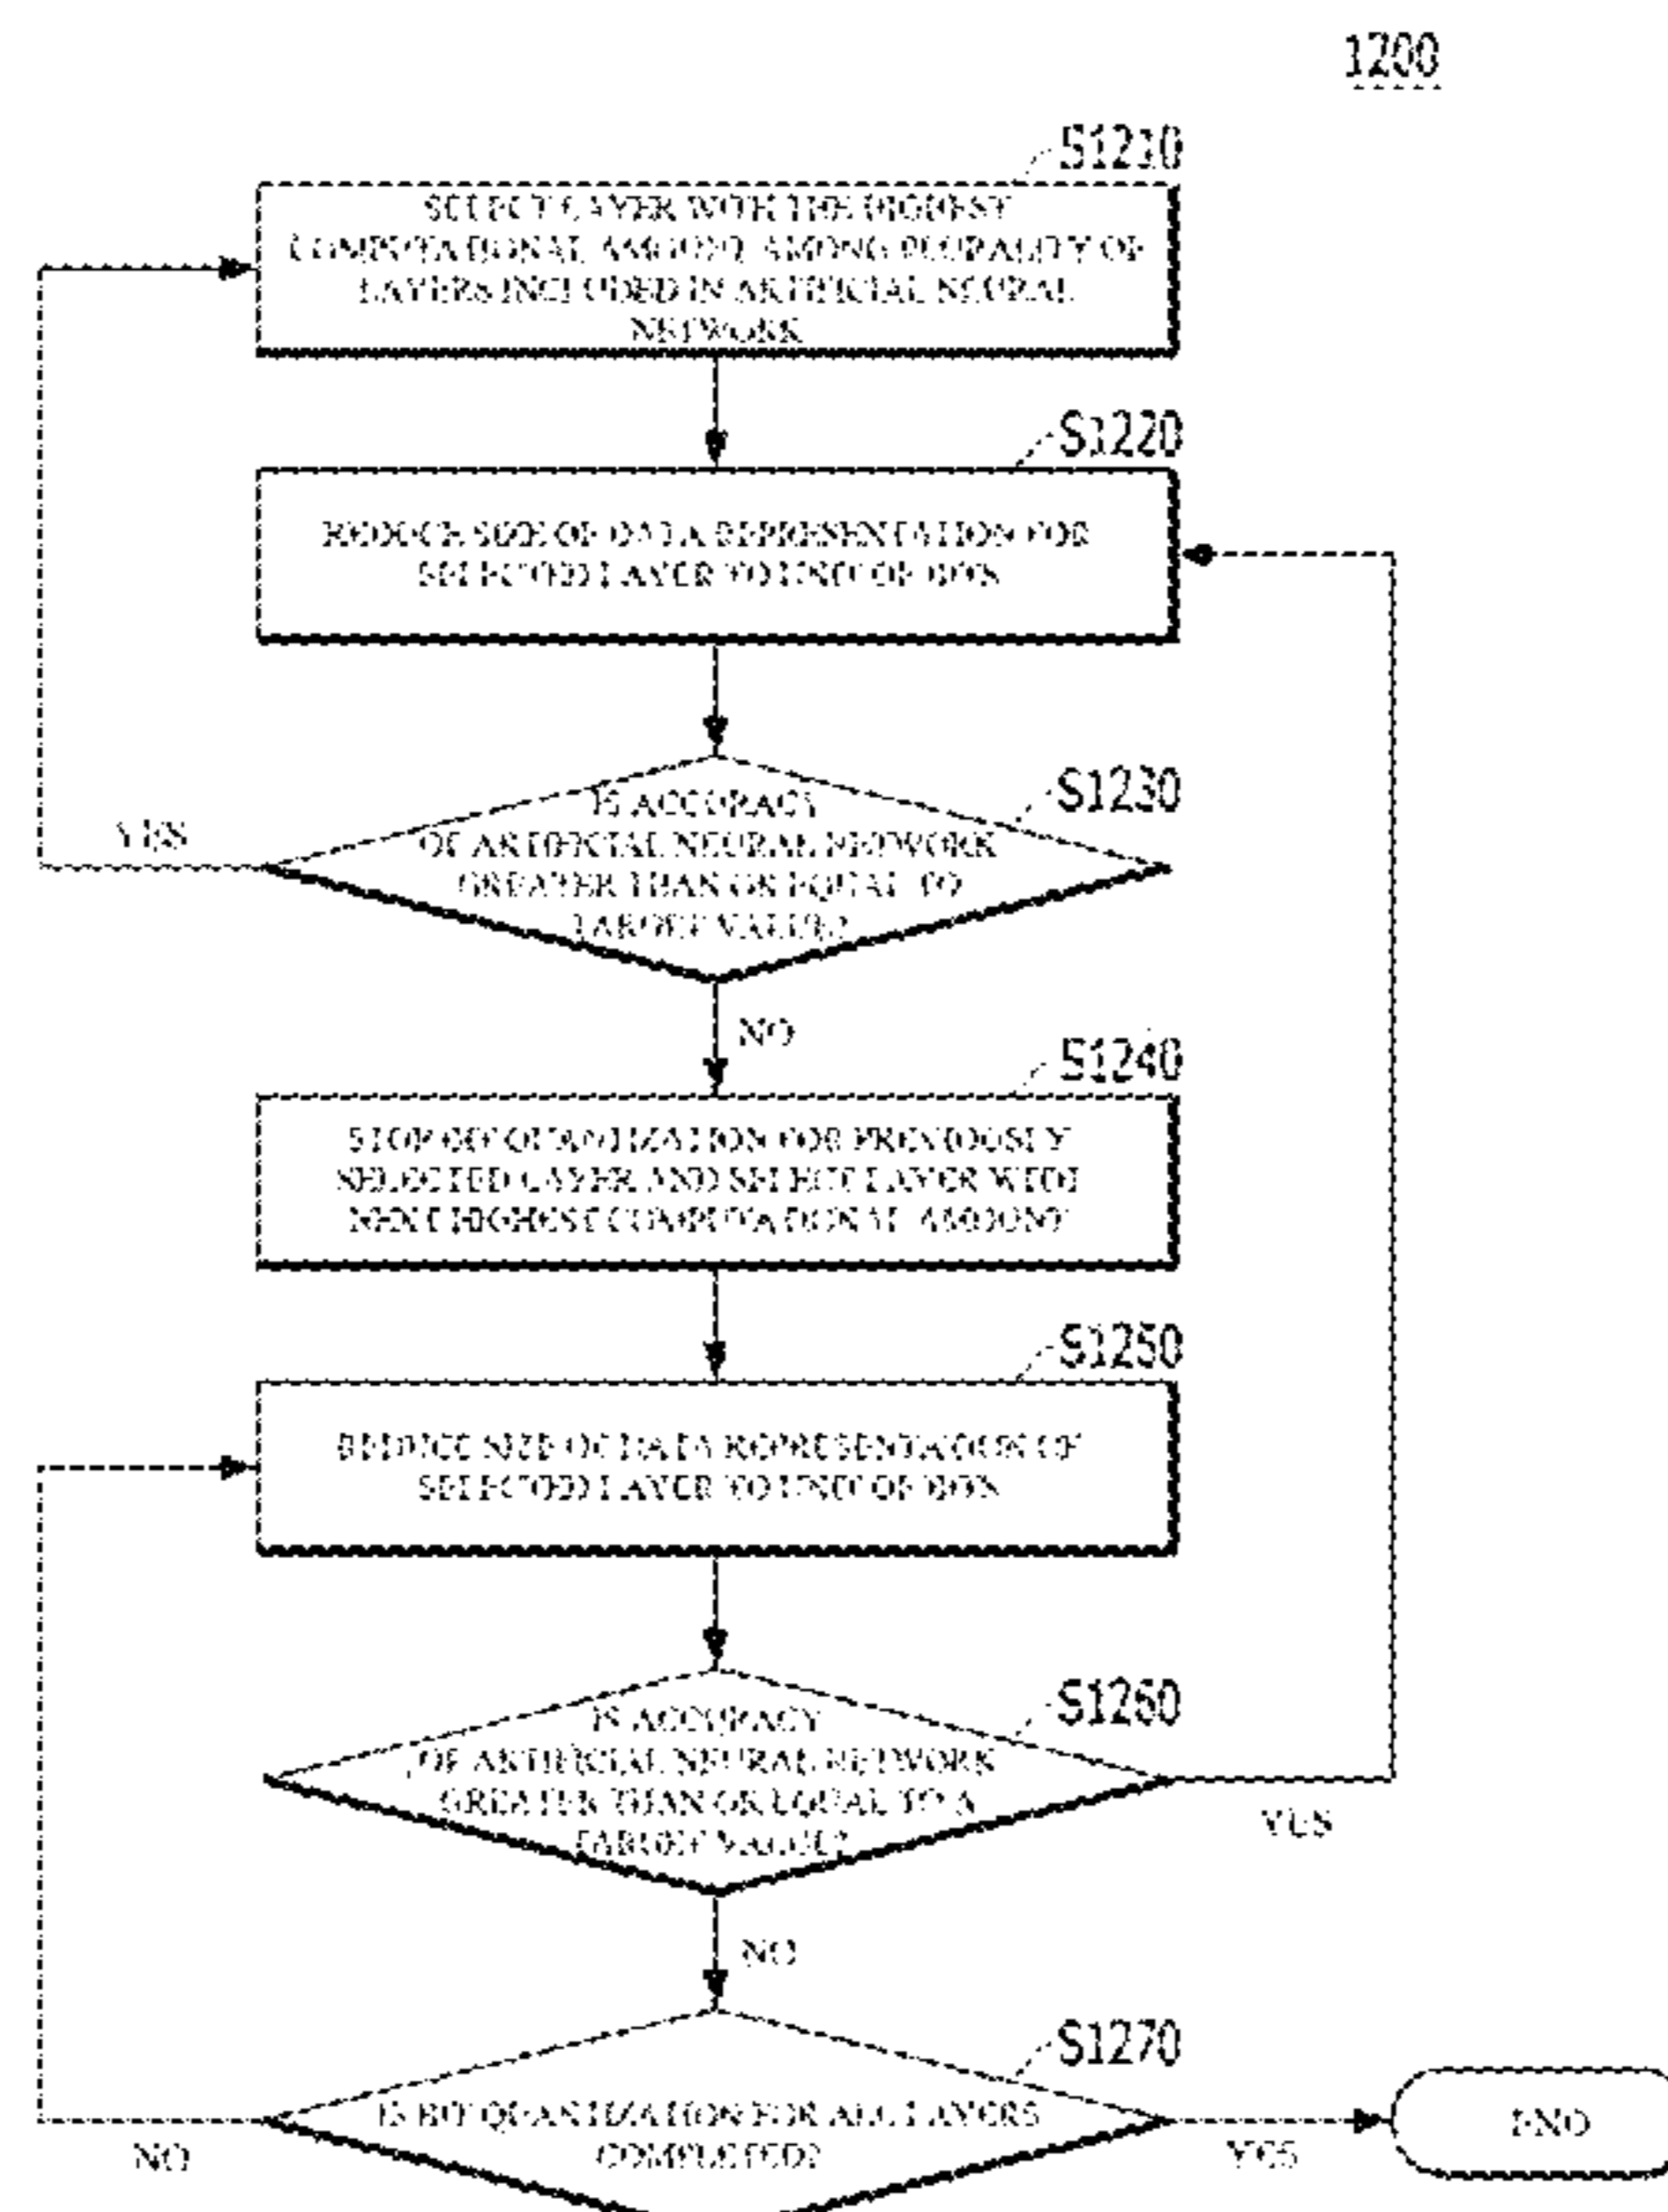 1200
S1210
SELECT LAYER WITH THE HIGHEST
COMPUTATIONAL AMOUNT AMONG PLURALITY OF
LAYERS INCLUDED IN ARTIFICIAL NEURAL
NETWORK
S1220
REDUCE SIZE OF DATA REPRESENTATION FOR
SELECTED LAYER TO UNIT OF BITS
S1230
IS ACCURACY
OF ARTIFICIAL NEURAL NETWORK
GREATER THAN OR EQUAL TO
TARGET VALUE?
YES
NO
S1240
STOP BIT QUANTIZATION FOR PREVIOUSLY
SELECTED LAYER AND SELECT LAYER WITH
NEXT HIGHEST COMPUTATIONAL AMOUNT
S1250
REDUCE SIZE OF DATA REPRESENTATION OF
SELECTED LAYER TO UNIT OF BITS
S1260
IS ACCURACY
OF ARTIFICIAL NEURAL NETWORK
GREATER THAN OR EQUAL TO A
TARGET VALUE?
YES
NO
S1270
IS BIT QUANTIZATION FOR ALL LAYERS
COMPLETED?
NO
YES
END